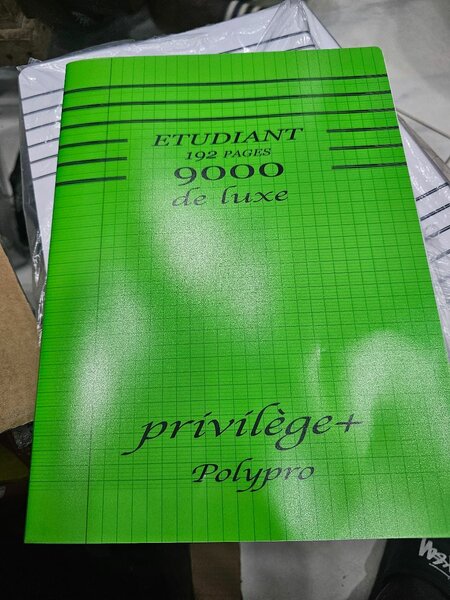 ETUDIANT
192 PAGES
9000
de luxe
privilège+
Polypro